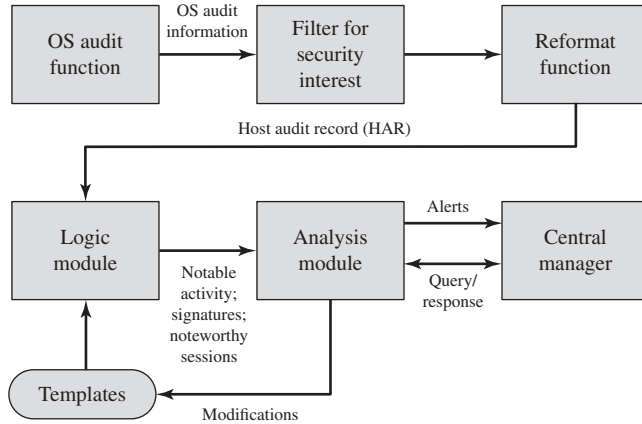 OS audit
function
OS audit
information
Filter for
security
interest
Reformat
function
Host audit record (HAR)
Logic
module
Notable
activity;
signatures;
noteworthy
sessions
Analysis
module
Alerts
Query/
response
Central
manager
Templates
Modifications